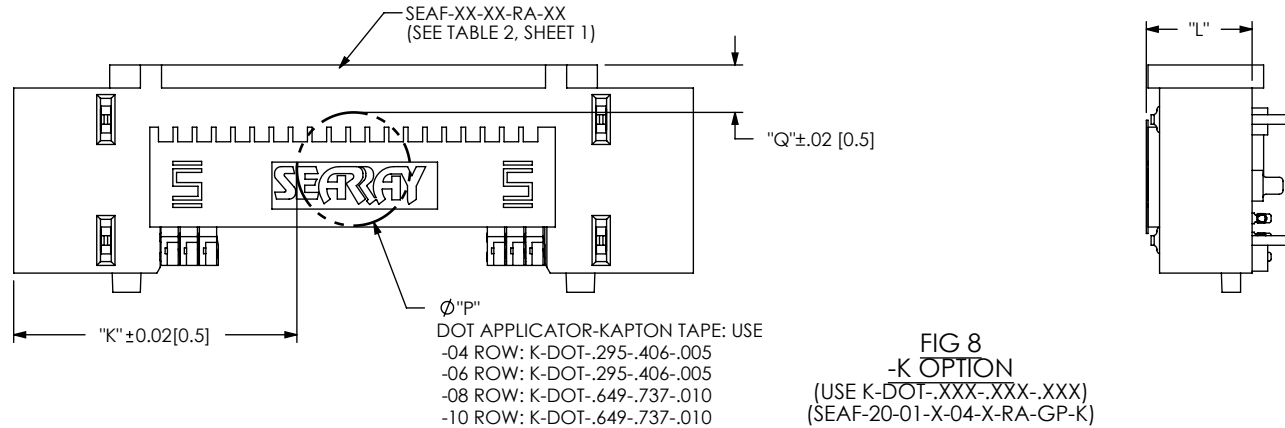 SEAF-XX-XX-RA-XX
(SEE TABLE 2, SHEET 1)
"L"
"Q"±.02 [0.5]
SEARRAY
"K"±0.02[0.5]
Ø"P"
DOT APPLICATOR-KAPTON TAPE: USE
-04 ROW: K-DOT-.295-.406-.005
-06 ROW: K-DOT-.295-.406-.005
-08 ROW: K-DOT-.649-.737-.010
-10 ROW: K-DOT-.649-.737-.010
FIG 8
-K OPTION
(USE K-DOT-.XXX-.XXX-.XXX)
(SEAF-20-01-X-04-X-RA-GP-K)